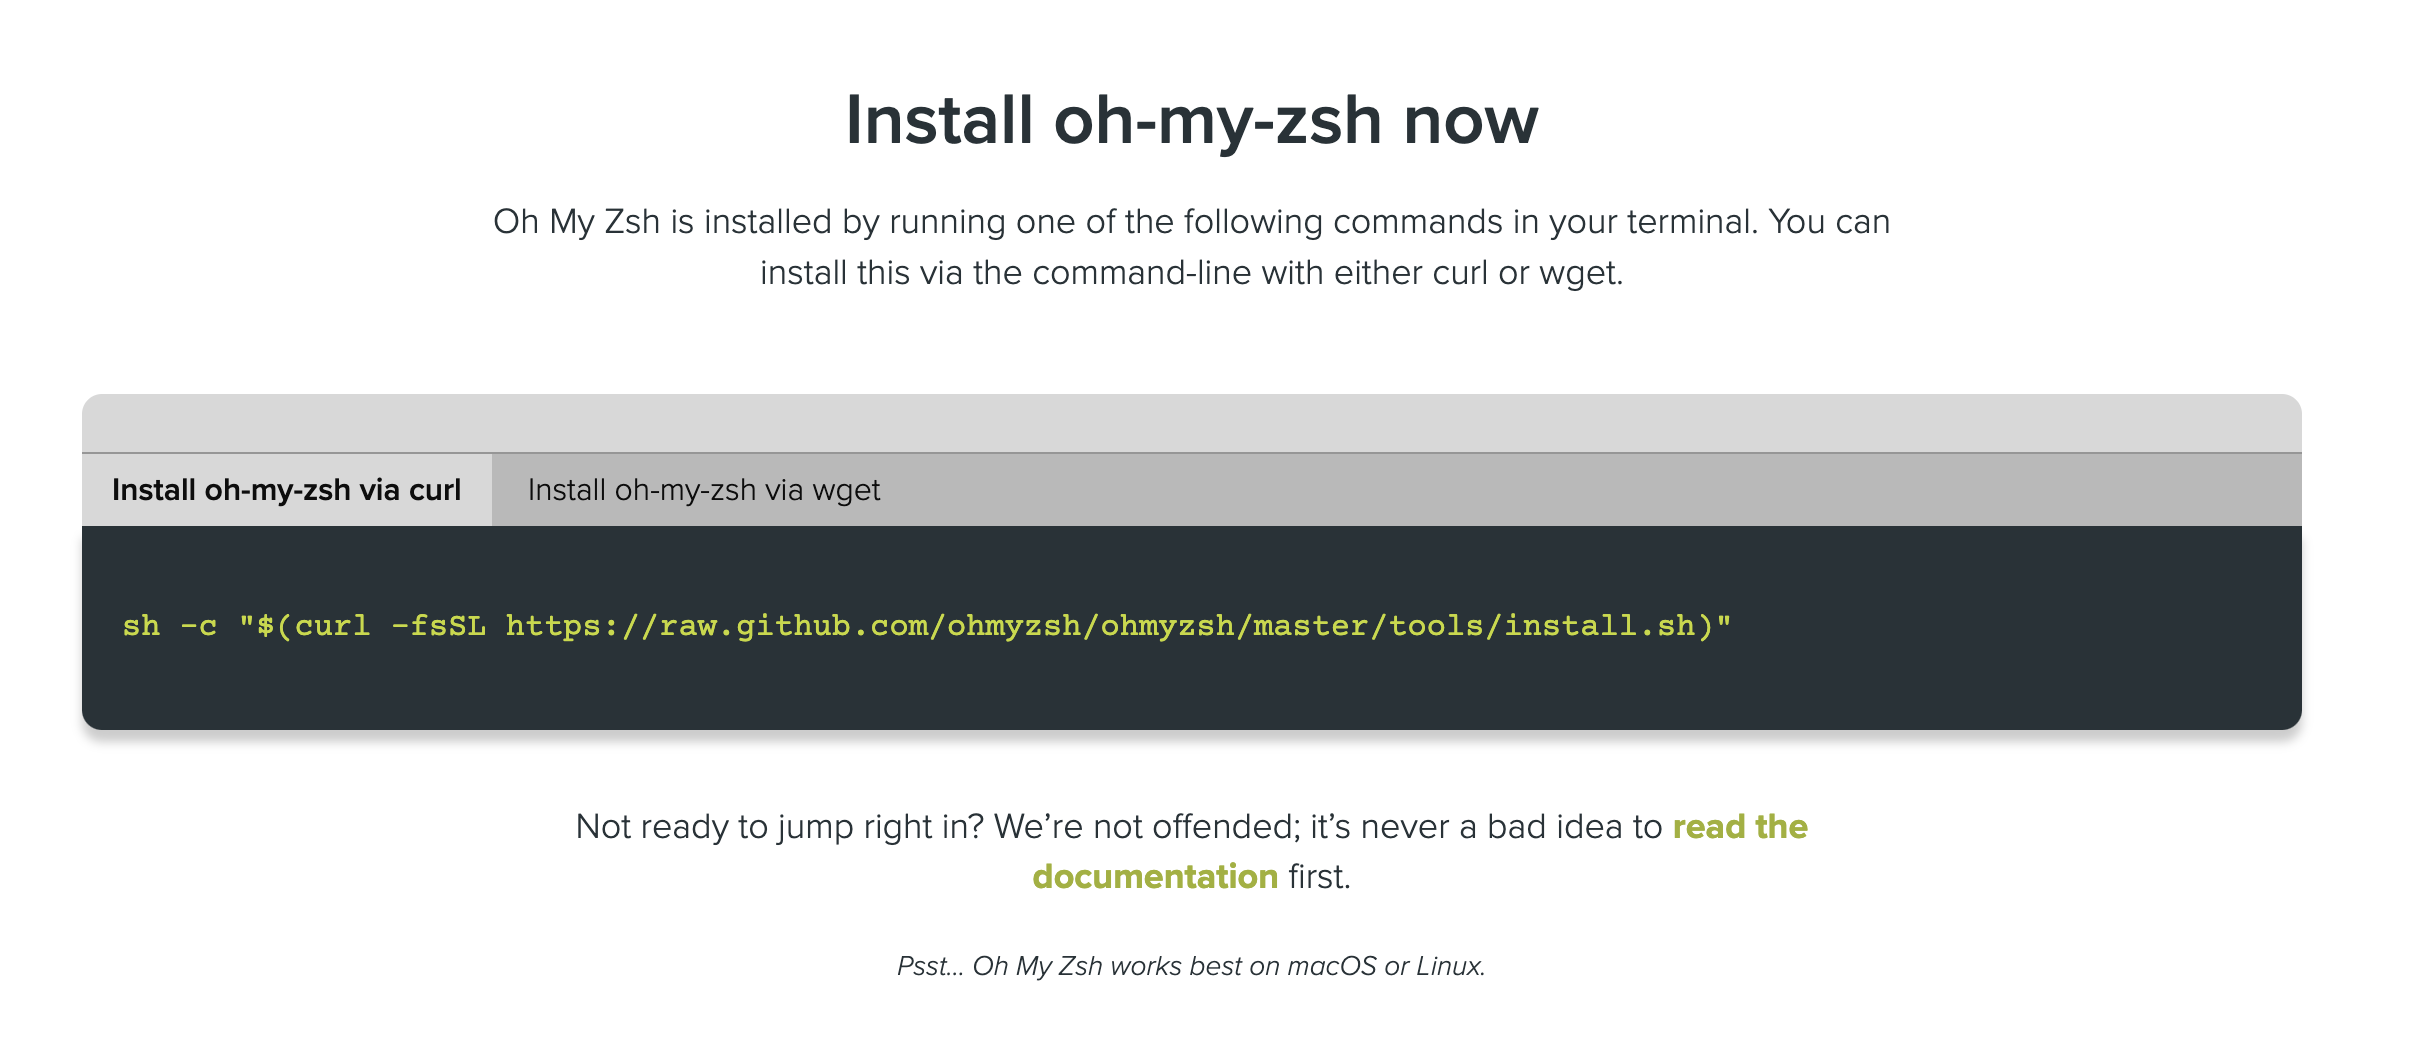 Install oh-my-zsh now
Oh My Zsh is installed by running one of the following commands in your terminal. You can
install this via the command-line with either curl or wget.
Install oh-my-zsh via curl
Install oh-my-zsh via wget
sh -c "$(curl -fsSL https://raw.github.com/ohmyzsh/ohmyzsh/master/tools/install.sh)"
Not ready to jump right in? We’re not offended; it’s never a bad idea to read the
documentation first.
Psst... Oh My Zsh works best on macOS or Linux.